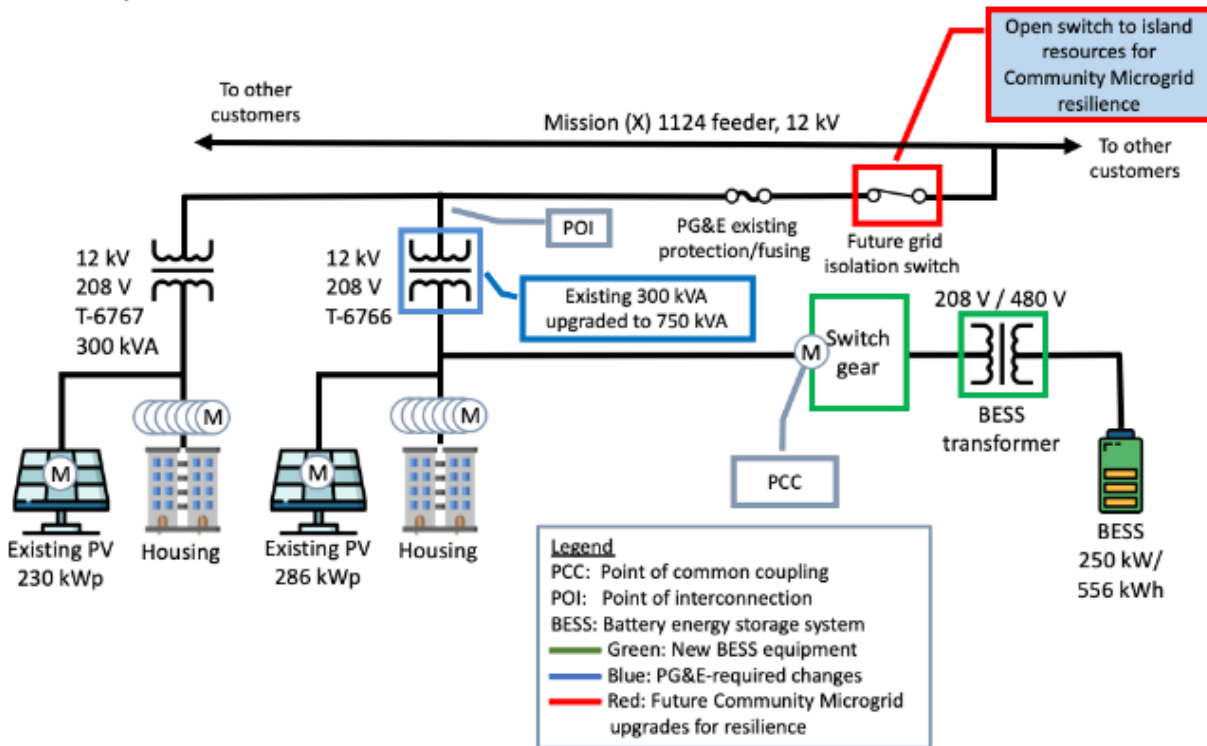 Open switch to island
resources for
Community Microgrid
resilience
To other
customers
Mission (X) 1124 feeder, 12 kV
To other
customers
POI
PG&E existing
protection/fusing
Future grid
isolation switch
12 kV
208 V
T-6767
300 kVA
12 kV
208 V
T-6766
Existing 300 kVA
upgraded to 750 kVA
208 V / 480 V
M
Switch
gear
BESS
transformer
M
M
M
M
PCC
Existing PV
230 kWp
Housing
Existing PV
286 kWp
Housing
BESS
250 kW/
556 kWh
Legend
PCC: Point of common coupling
POI: Point of interconnection
BESS: Battery energy storage system
Green: New BESS equipment
Blue: PG&E-required changes
Red: Future Community Microgrid
upgrades for resilience